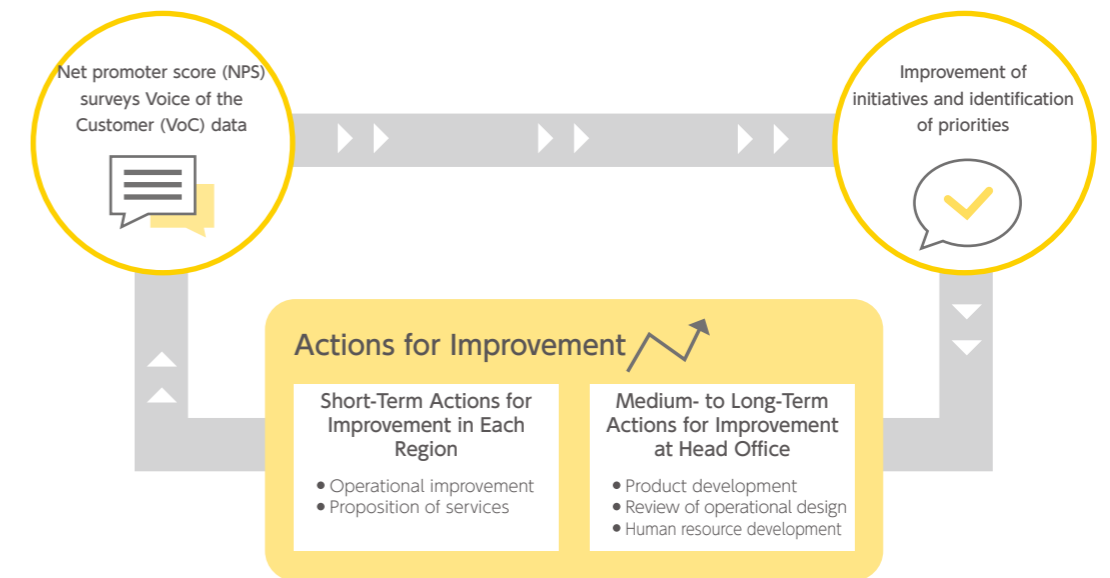 Net promoter score (NPS)
surveys Voice of the
Customer (VoC) data
Improvement of
initiatives and identification
of priorities
Actions for Improvement
Short-Term Actions for
Improvement in Each
Region
• Operational improvement
• Proposition of services
Medium- to Long-Term
Actions for Improvement
at Head Office
• Product development
• Review of operational design
• Human resource development